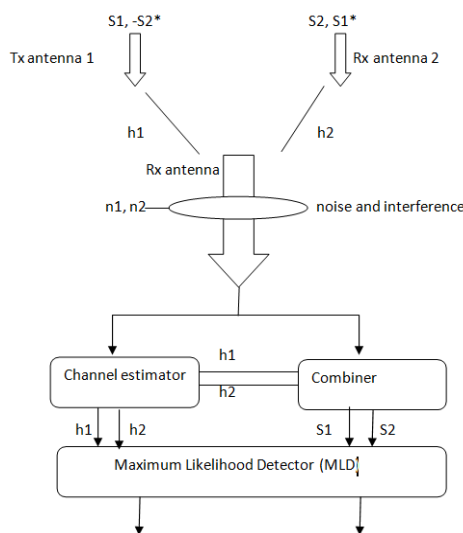 S1, -S2*
S2, S1*
Tx antenna 1
Rx antenna 2
h1
h2
Rx antenna
n1, n2
noise and interference
h1
Channel estimator
Combiner
h2
h1
h2
S1
S2
Maximum Likelihood Detector (MLD)